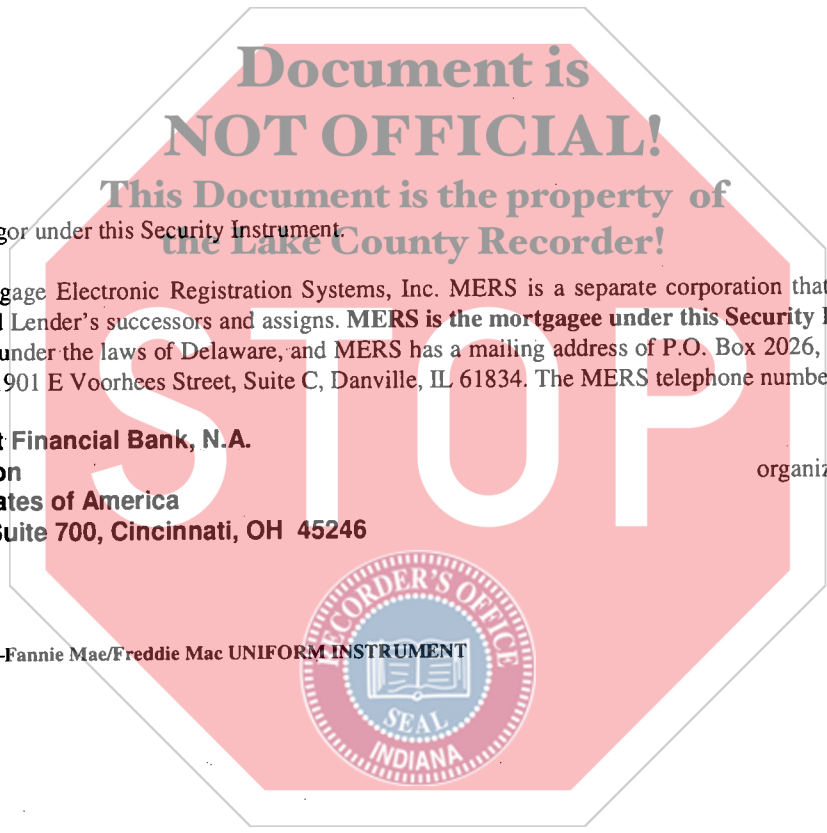 Document is
NOT OFFICIAL!
This Document is the property of
the Lake County Recorder!
gor under this Security Instrument.
gage Electronic Registration Systems, Inc. MERS is a separate corporation that
Lender's successors and assigns. MERS is the mortgagee under this Security
under the laws of Delaware, and MERS has a mailing address of P.O. Box 2026,
901 E Voorhees Street, Suite C, Danville, IL 61834. The MERS telephone numbe
STOP
t Financial Bank, N.A.
on organiz
ates of America
Suite 700, Cincinnati, OH 45246
RECORDER'S OFFICE
SEAL
INDIANA
-Fannie Mae/Freddie Mac UNIFORM INSTRUMENT